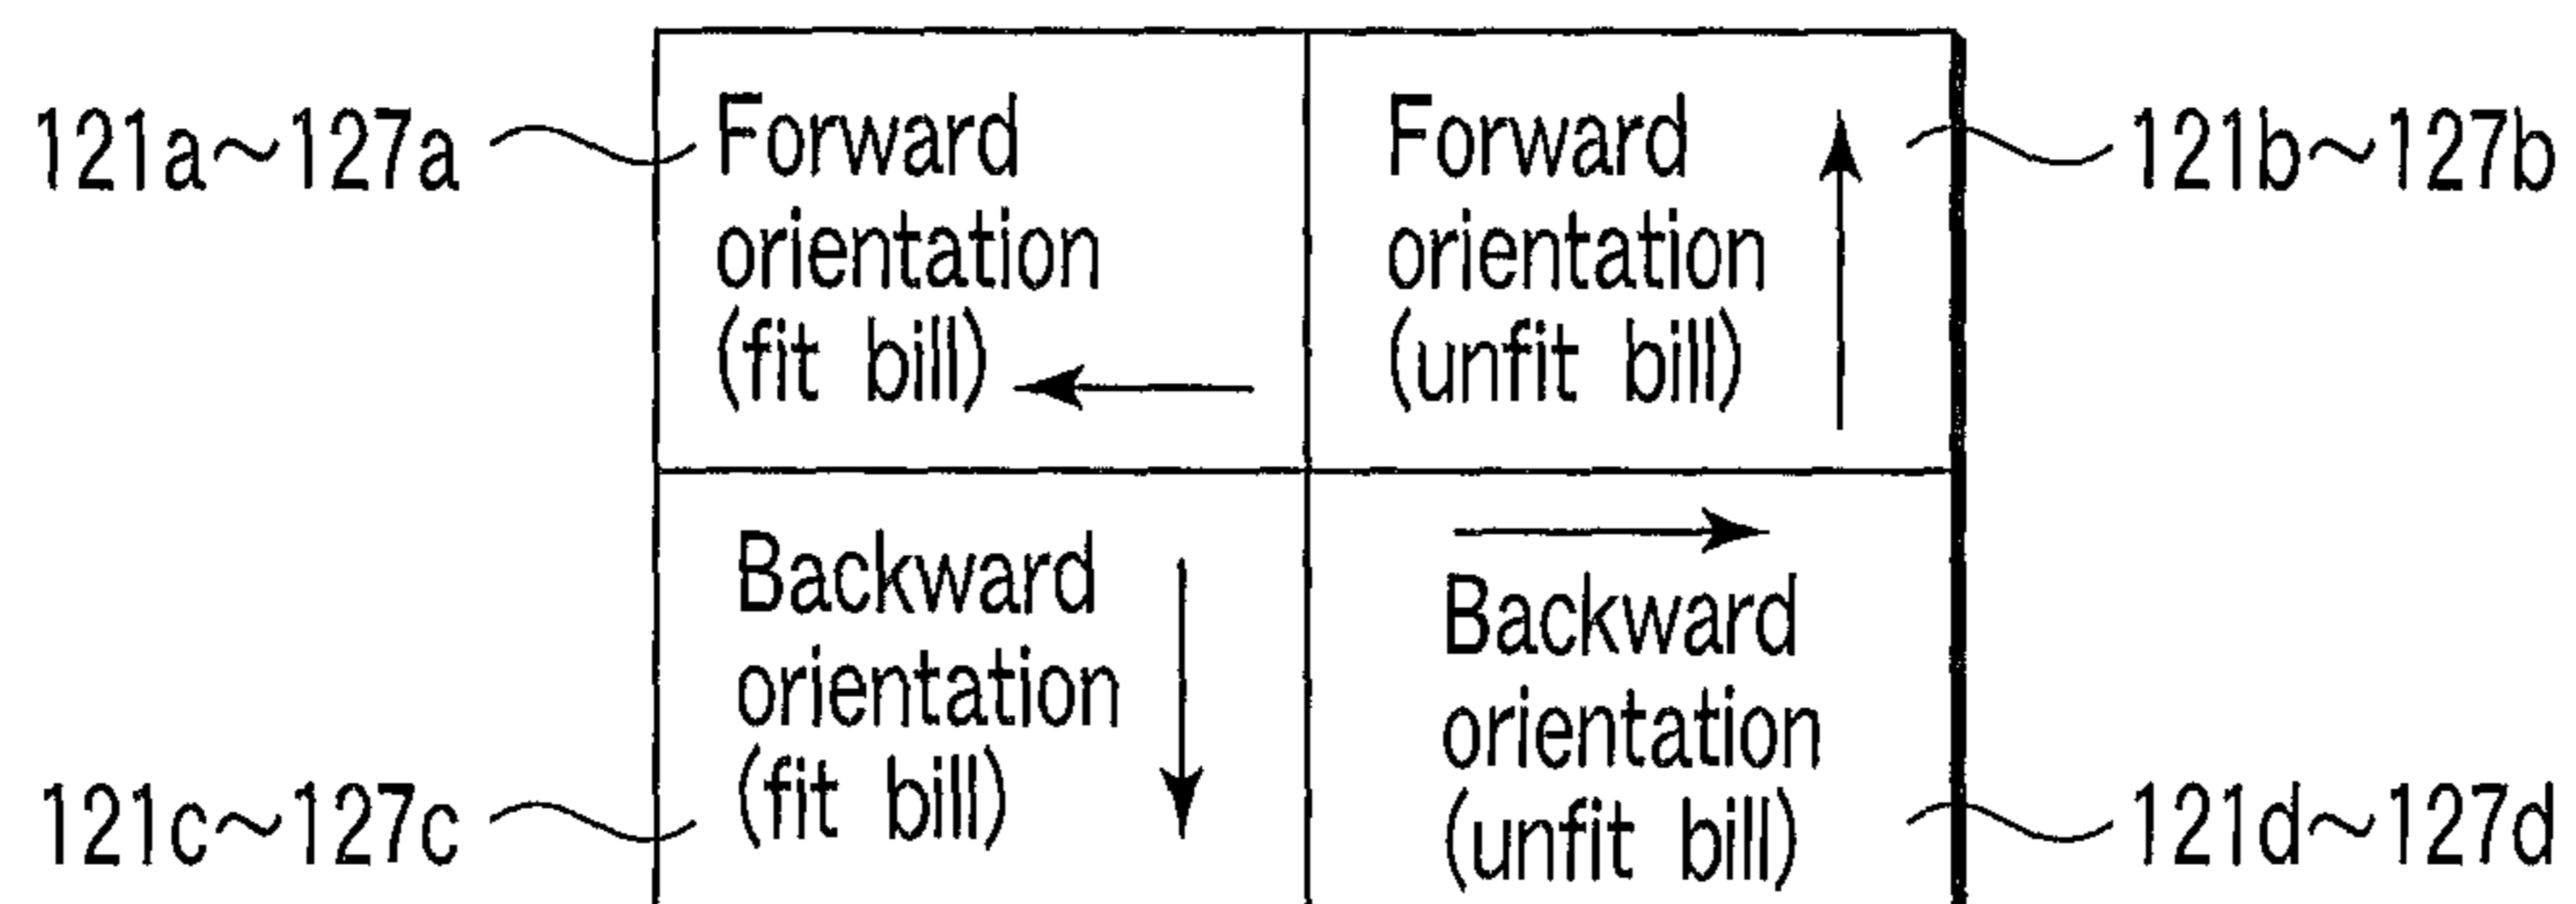 121a～127a
Forward
orientation
(fit bill)
Forward
orientation
(unfit bill)
121b～127b
121c～127c
Backward
orientation
(fit bill)
Backward
orientation
(unfit bill)
121d～127d